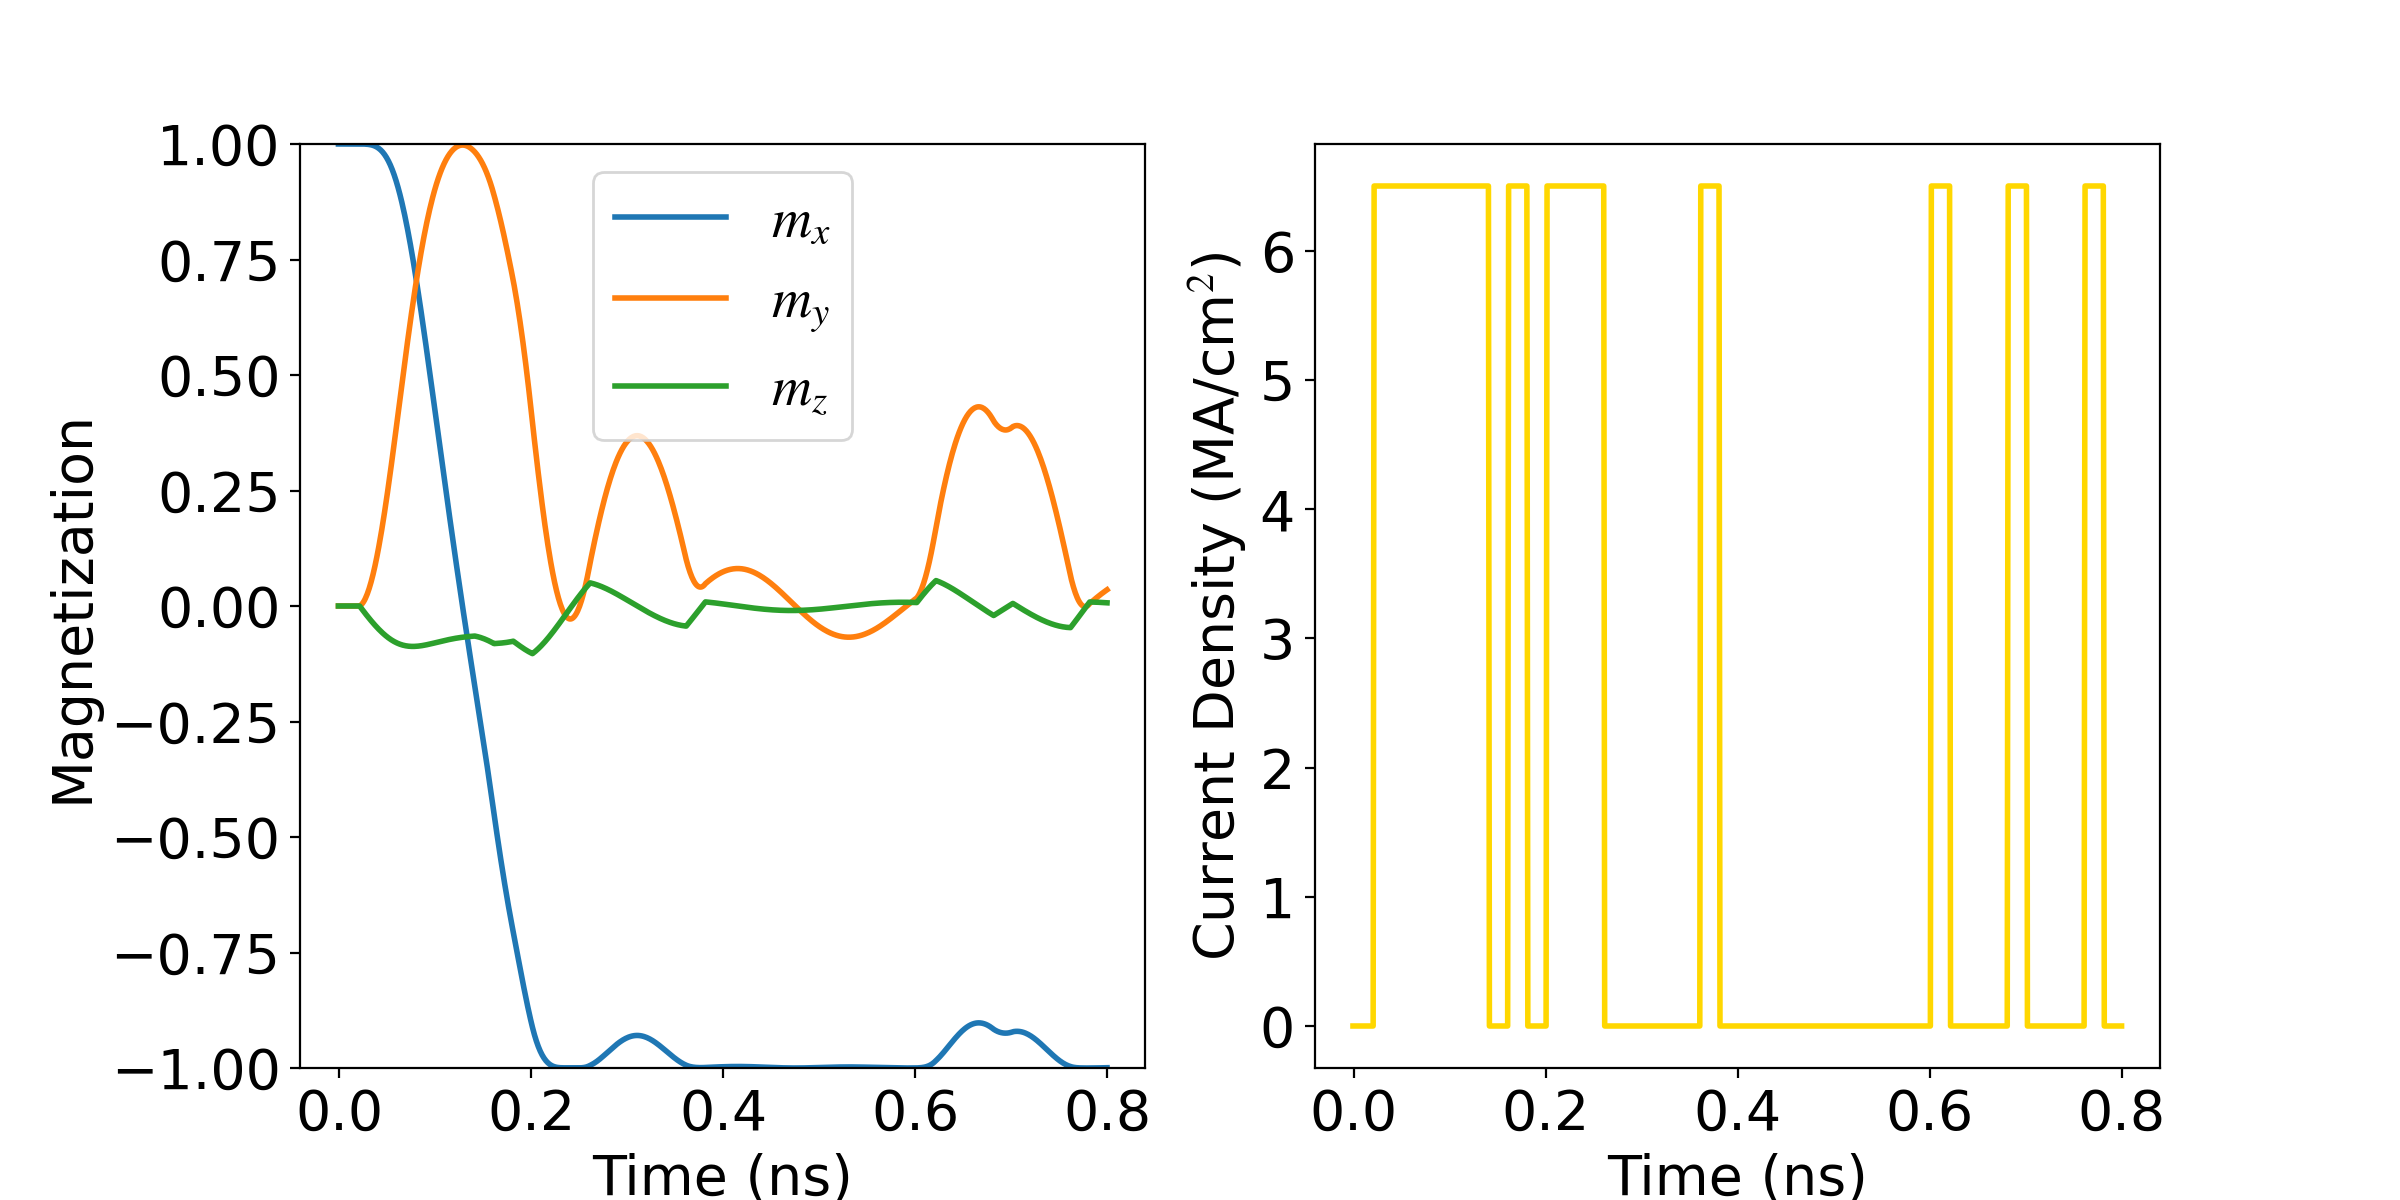 Magnetization
1.00
0.75
0.50
0.25
0.00
−0.25
−0.50
−0.75
−1.00
0.0 0.2 0.4 0.6 0.8
Time (ns)
m_x
m_y
m_z
Current Density (MA/cm²)
6
5
4
3
2
1
0
0.0 0.2 0.4 0.6 0.8
Time (ns)